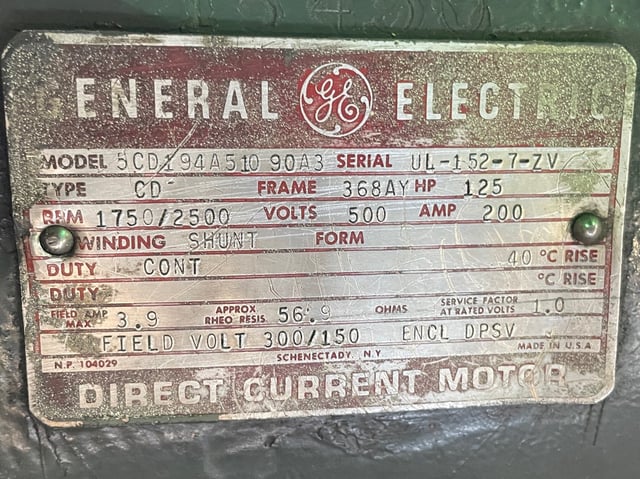 GENERAL GE ELECTRIC
MODEL 5CD194A510 90A3 SERIAL UL-152-7-ZV
TYPE CD FRAME 368AY HP 125
RPM 1750/2500 VOLTS 500 AMP 200
WINDING SHUNT FORM
DUTY CONT 40 °C RISE
DUTY °C RISE
FIELD AMP MAX 3.9 APPROX RHEO RESIS 56.9 OHMS SERVICE FACTOR AT RATED VOLTS 1.0
FIELD VOLT 300/150 ENCL DPSV
N.P. 104029 SCHENECTADY, N.Y. MADE IN U.S.A.
DIRECT CURRENT MOTOR